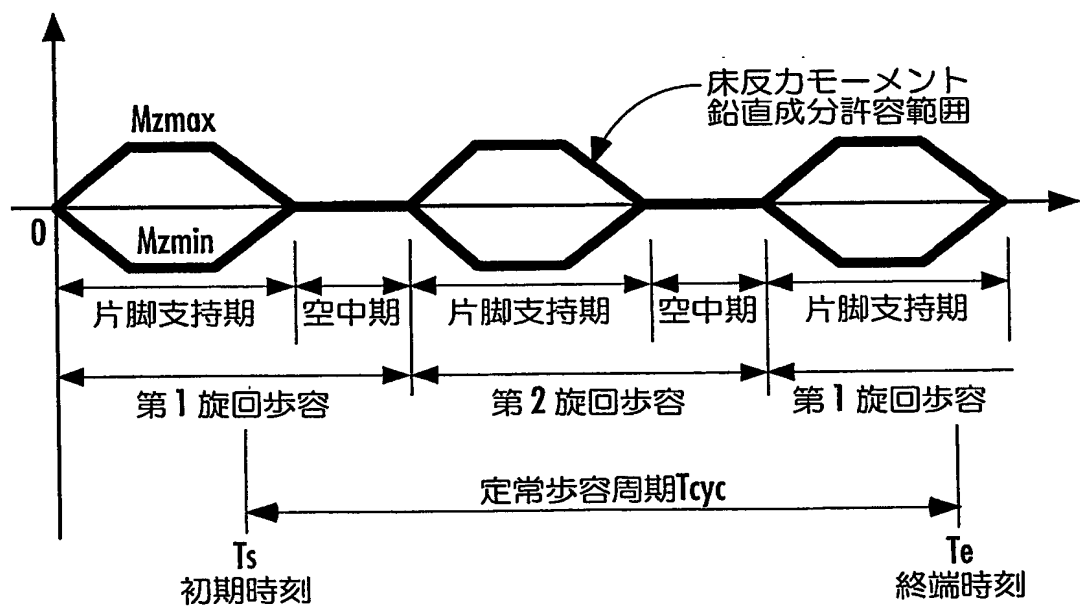 床反力モーメント
鉛直成分許容範囲
Mzmax
0
Mzmin
片脚支持期
空中期
片脚支持期
空中期
片脚支持期
第1旋回歩容
第2旋回歩容
第1旋回歩容
定常歩容周期Tcyc
Ts
初期時刻
Te
終端時刻